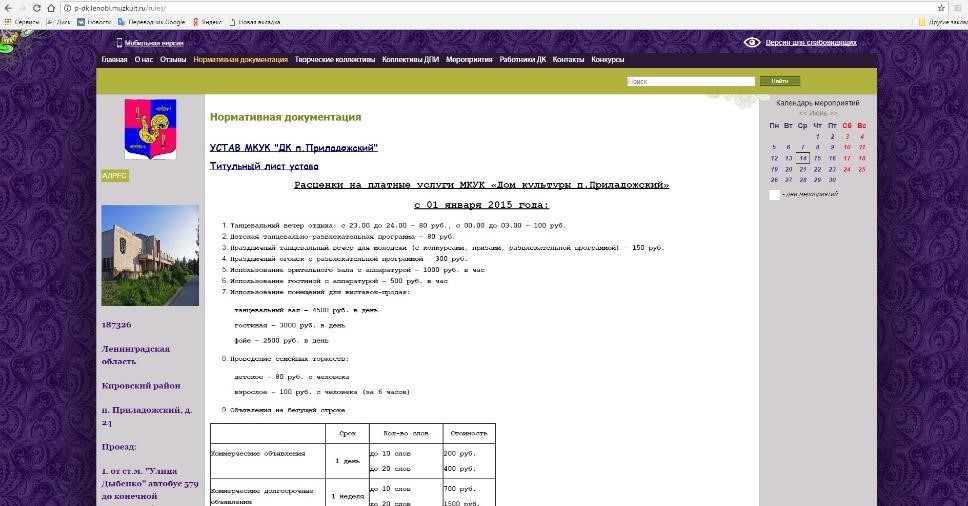 p-dk.lenobl.muzkult.ru/rules/
Сервисы Диск Новости Переводчик Google Яндекс Новая вкладка Другие закла
Мобильная версия Версия для слабовидящих
Главная О нас Отзывы Нормативная документация Творческие коллективы Коллективы ДПИ Мероприятия Работники ДК Контакты Конкурсы
Поиск Найти
АДРЕС
187326
Ленинградская
область
Кировский район
п. Приладожский, д.
24
Проезд:
1. от ст.м. "Улица
Дыбенко" автобус 579
до конечной
Нормативная документация
УСТАВ МКУК "ДК п.Приладожский"
Титульный лист устава
Расценки на платные услуги МКУК «Дом культуры п.Приладожский»
с 01 января 2015 года:
1. Танцевальный вечер отдыха: с 23.00 до 24.00 – 80 руб., с 00.00 до 03.00 – 100 руб.
2. Детская танцевально-развлекательная программа – 80 руб.
3. Праздничный танцевальный вечер для молодежи (с конкурсами, призами, развлекательной программой) – 150 руб.
4. Праздничный огонек с развлекательной программой – 300 руб.
5. Использование зрительного зала с аппаратурой – 1000 руб. в час
6. Использование гостиной с аппаратурой – 500 руб. в час
7. Использование помещений для выставок-продаж:
танцевальный зал – 4500 руб. в день
гостиная – 3000 руб. в день
фойе – 2500 руб. в день
8. Проведение семейных торжеств:
детское – 80 руб. с человека
взрослое – 100 руб. с человека (за 6 часов)
9 Объявления на бегущей строке
Срок Кол-во слов Стоимость
Коммерческие объявления 1 день до 10 слов 200 руб.
до 20 слов 400 руб.
Коммерческие долгосрочные объявления 1 неделя до 10 слов 700 руб.
до 20 слов 1500 руб.
Календарь мероприятий
<< Июнь >>
Пн Вт Ср Чт Пт Сб Вс
1 2 3 4
5 6 7 8 9 10 11
12 13 14 15 16 17 18
19 20 21 22 23 24 25
26 27 28 29 30
- дни мероприятий